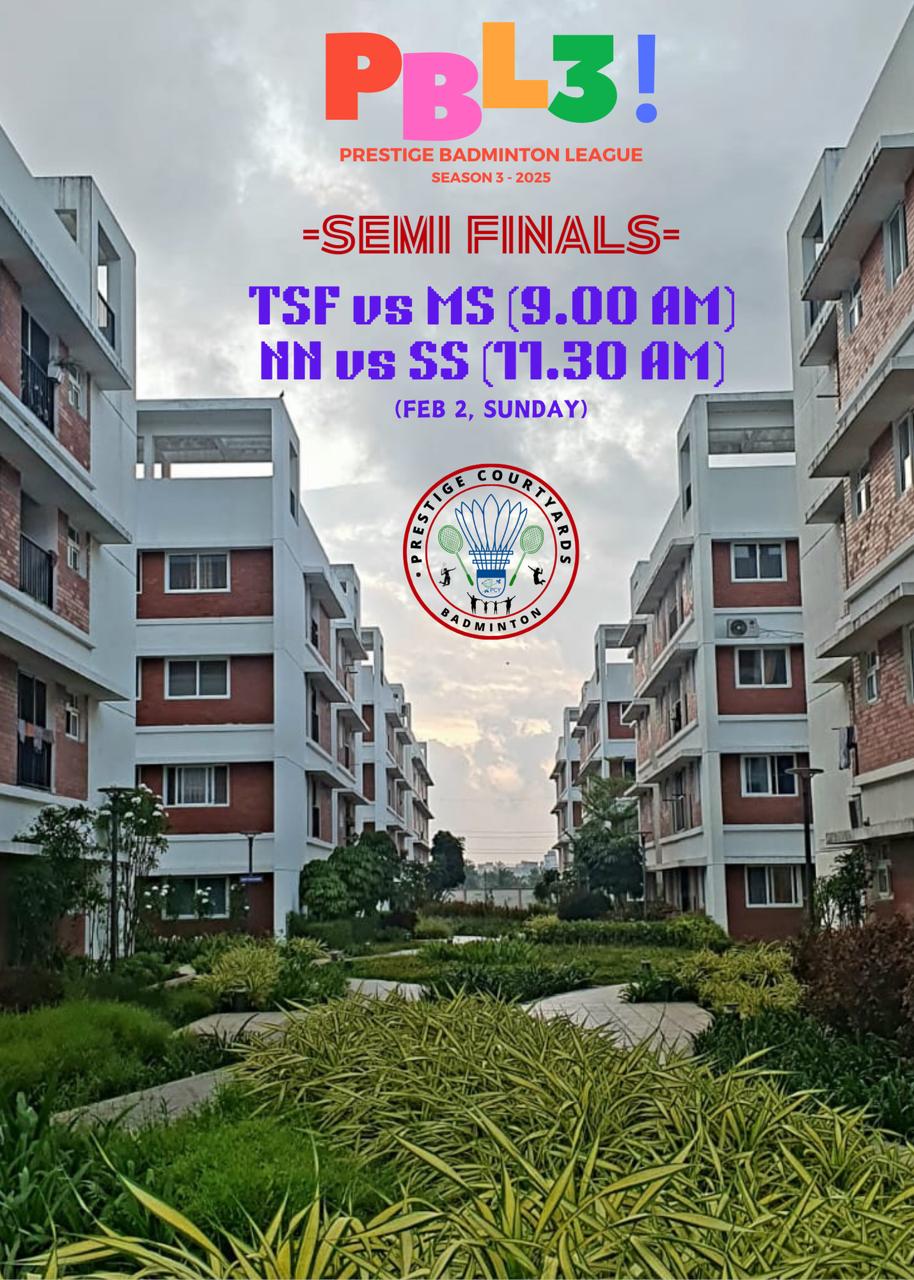 PBL3!
PRESTIGE BADMINTON LEAGUE
SEASON 3 - 2025
=SEMI FINALS=
TSF vs MS (9.00 AM)
NN vs SS (11.30 AM)
(FEB 2, SUNDAY)
• PRESTIGE COURTYARDS
BADMINTON
PCY